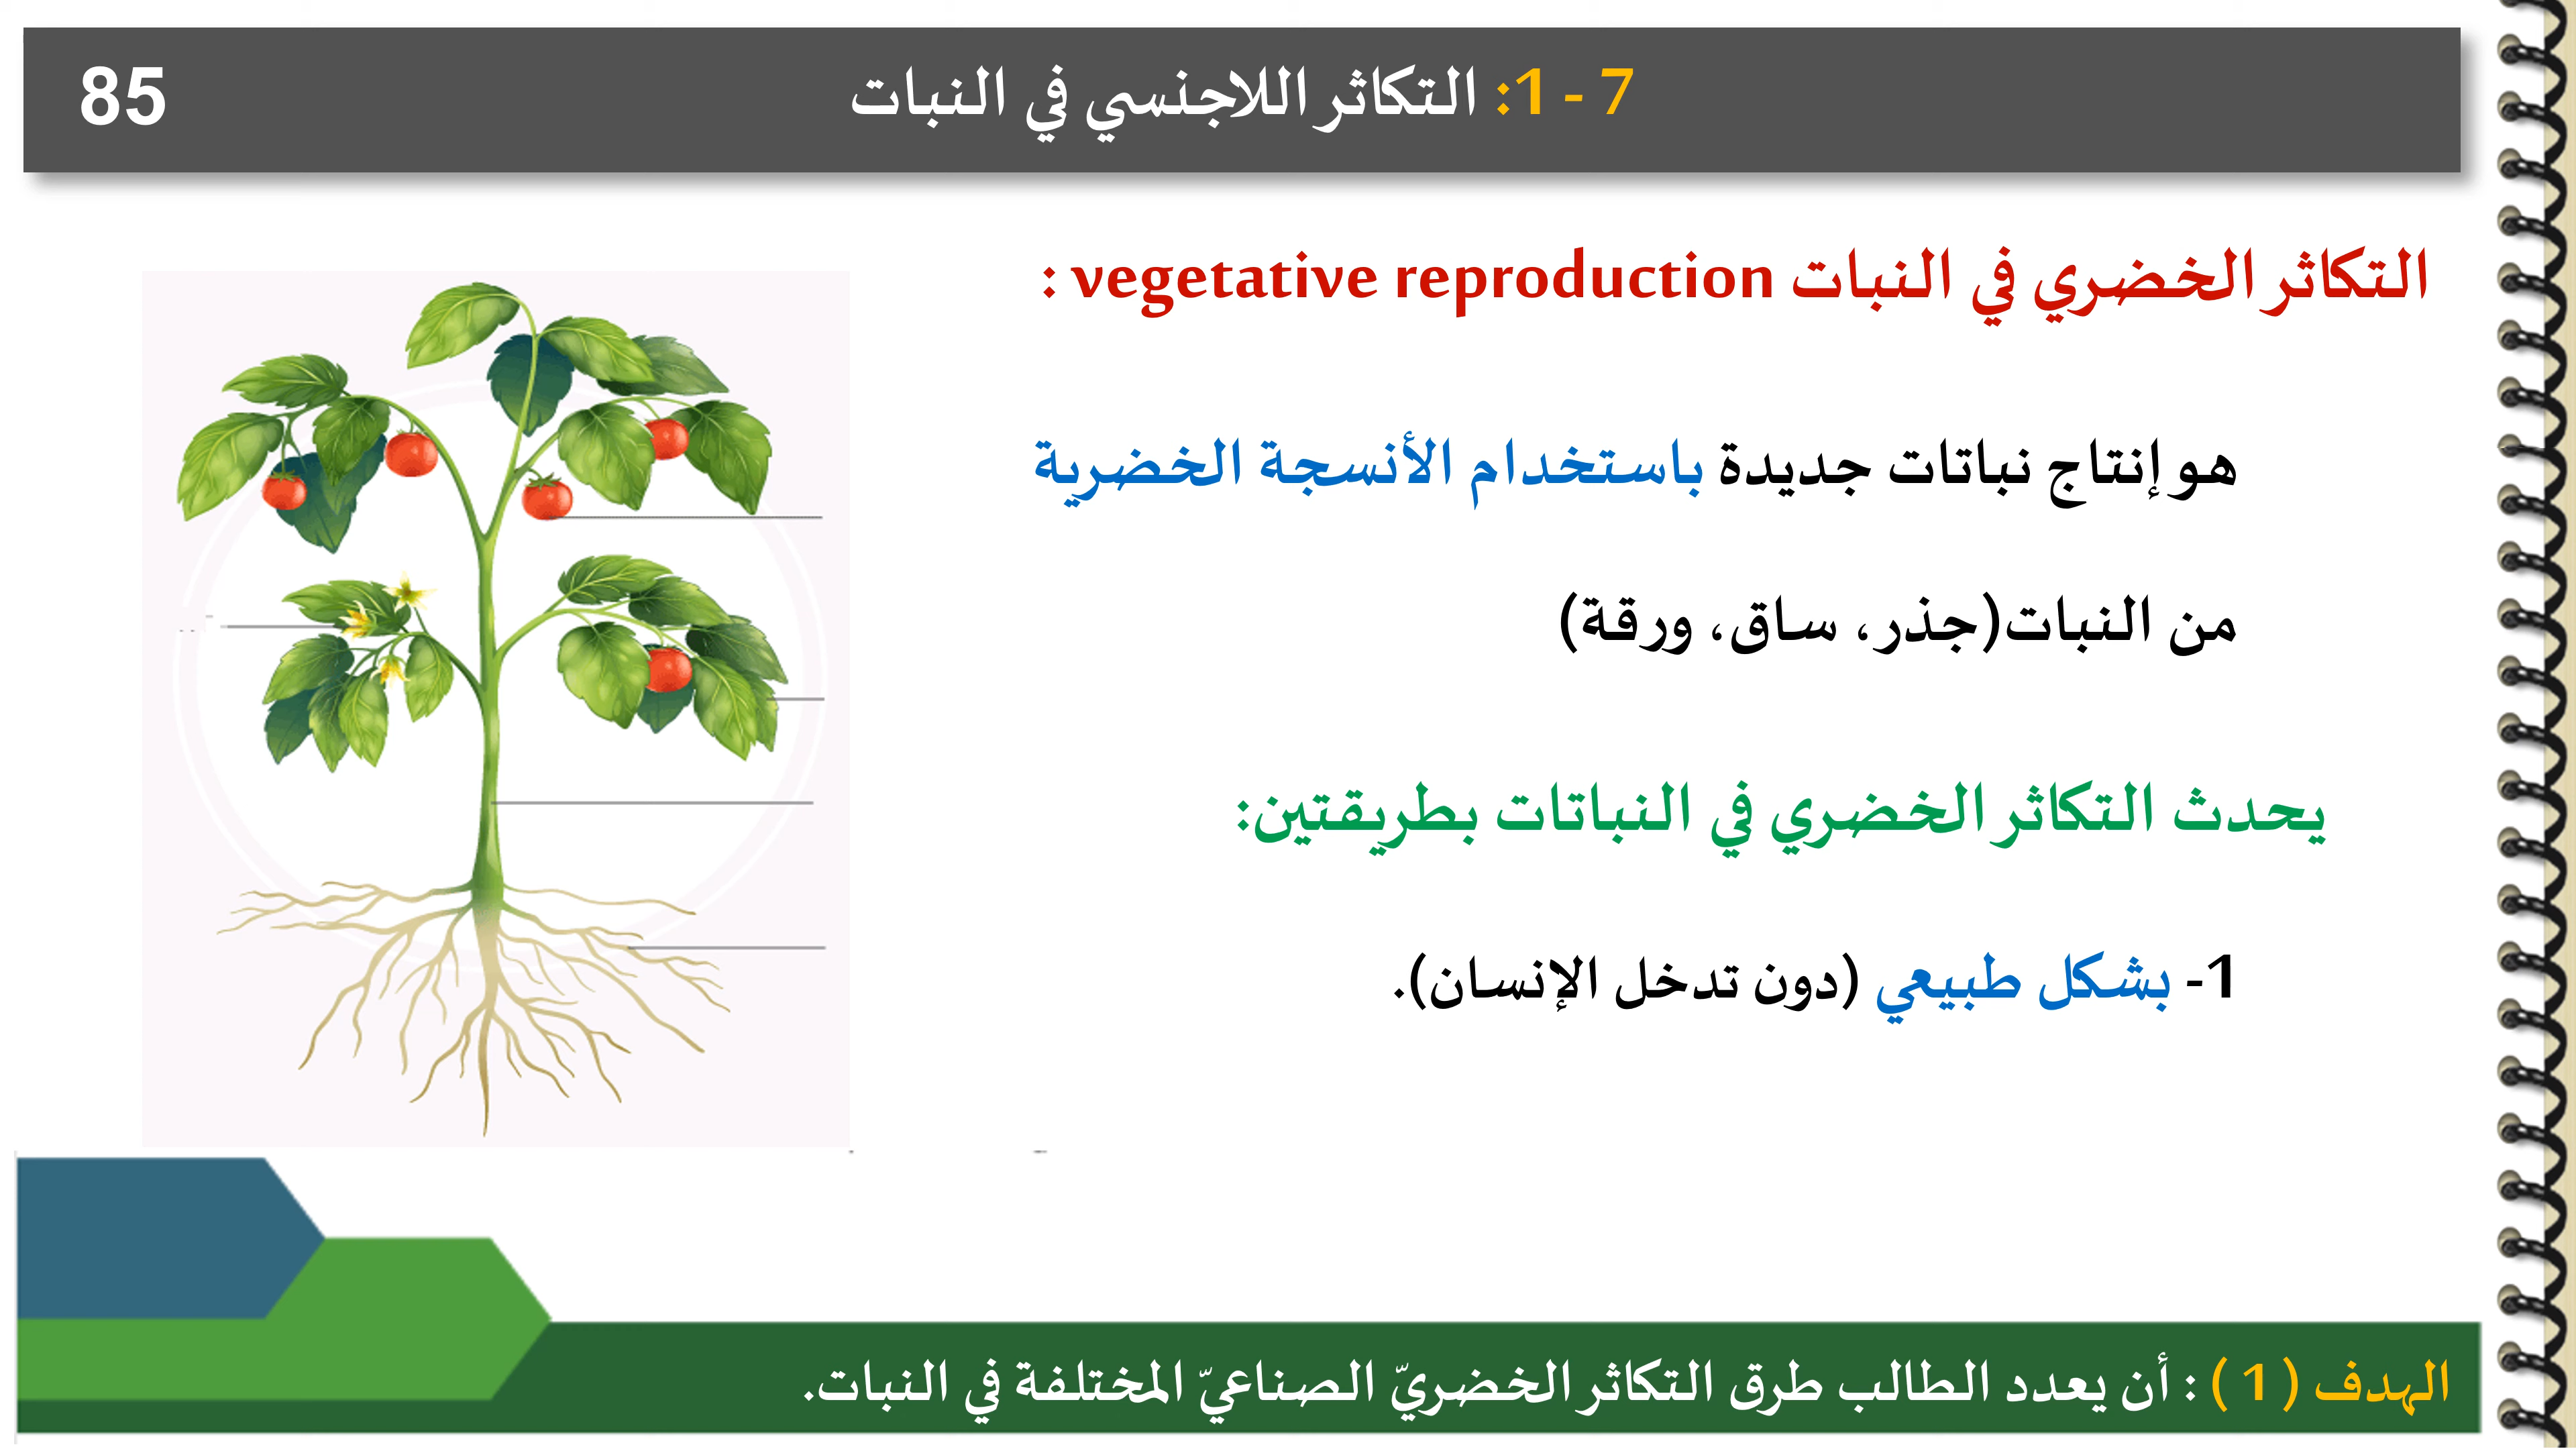 7 - 1: التكاثر اللاجنسي في النبات
85
التكاثر الخضري في النبات vegetative reproduction :
هو إنتاج نباتات جديدة باستخدام الأنسجة الخضرية
من النبات(جذر، ساق، ورقة)
يحدث التكاثر الخضري في النباتات بطريقتين:
1- بشكل طبيعي (دون تدخل الإنسان).
الهدف ( 1 ) : أن يعدد الطالب طرق التكاثر الخضريّ الصناعيّ المختلفة في النبات.